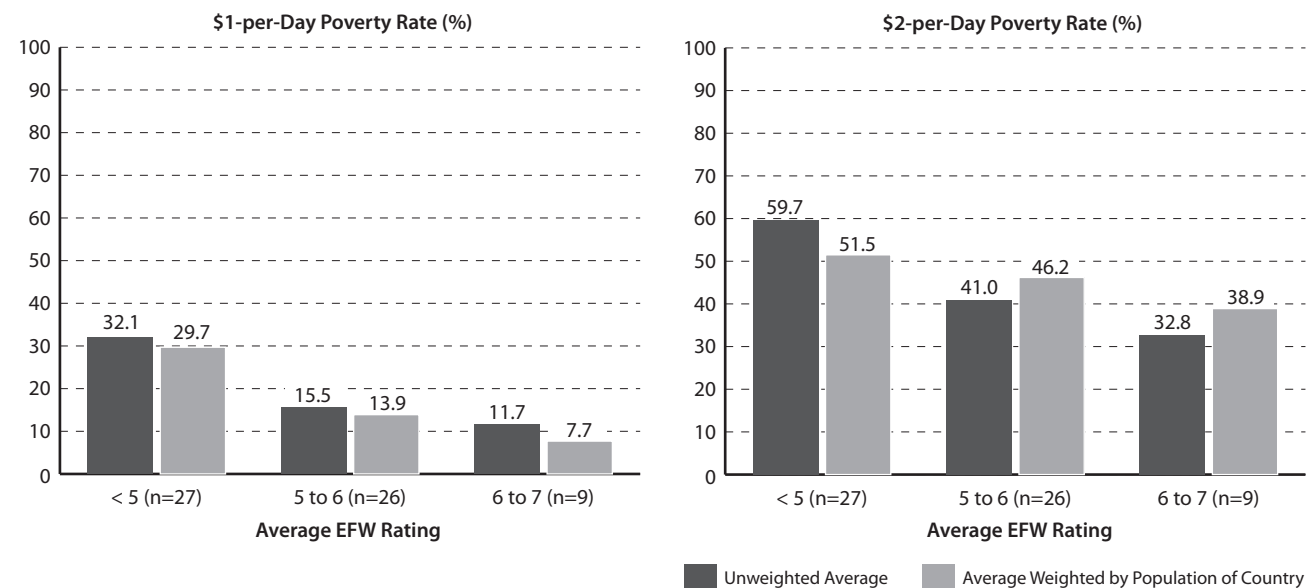 $1-per-Day Poverty Rate (%)
100
90
80
70
60
50
40
30
20
10
0
32.1
29.7
15.5
13.9
11.7
7.7
< 5 (n=27)
5 to 6 (n=26)
6 to 7 (n=9)
Average EFW Rating
$2-per-Day Poverty Rate (%)
100
90
80
70
60
50
40
30
20
10
0
59.7
51.5
41.0
46.2
32.8
38.9
< 5 (n=27)
5 to 6 (n=26)
6 to 7 (n=9)
Average EFW Rating
Unweighted Average
Average Weighted by Population of Country